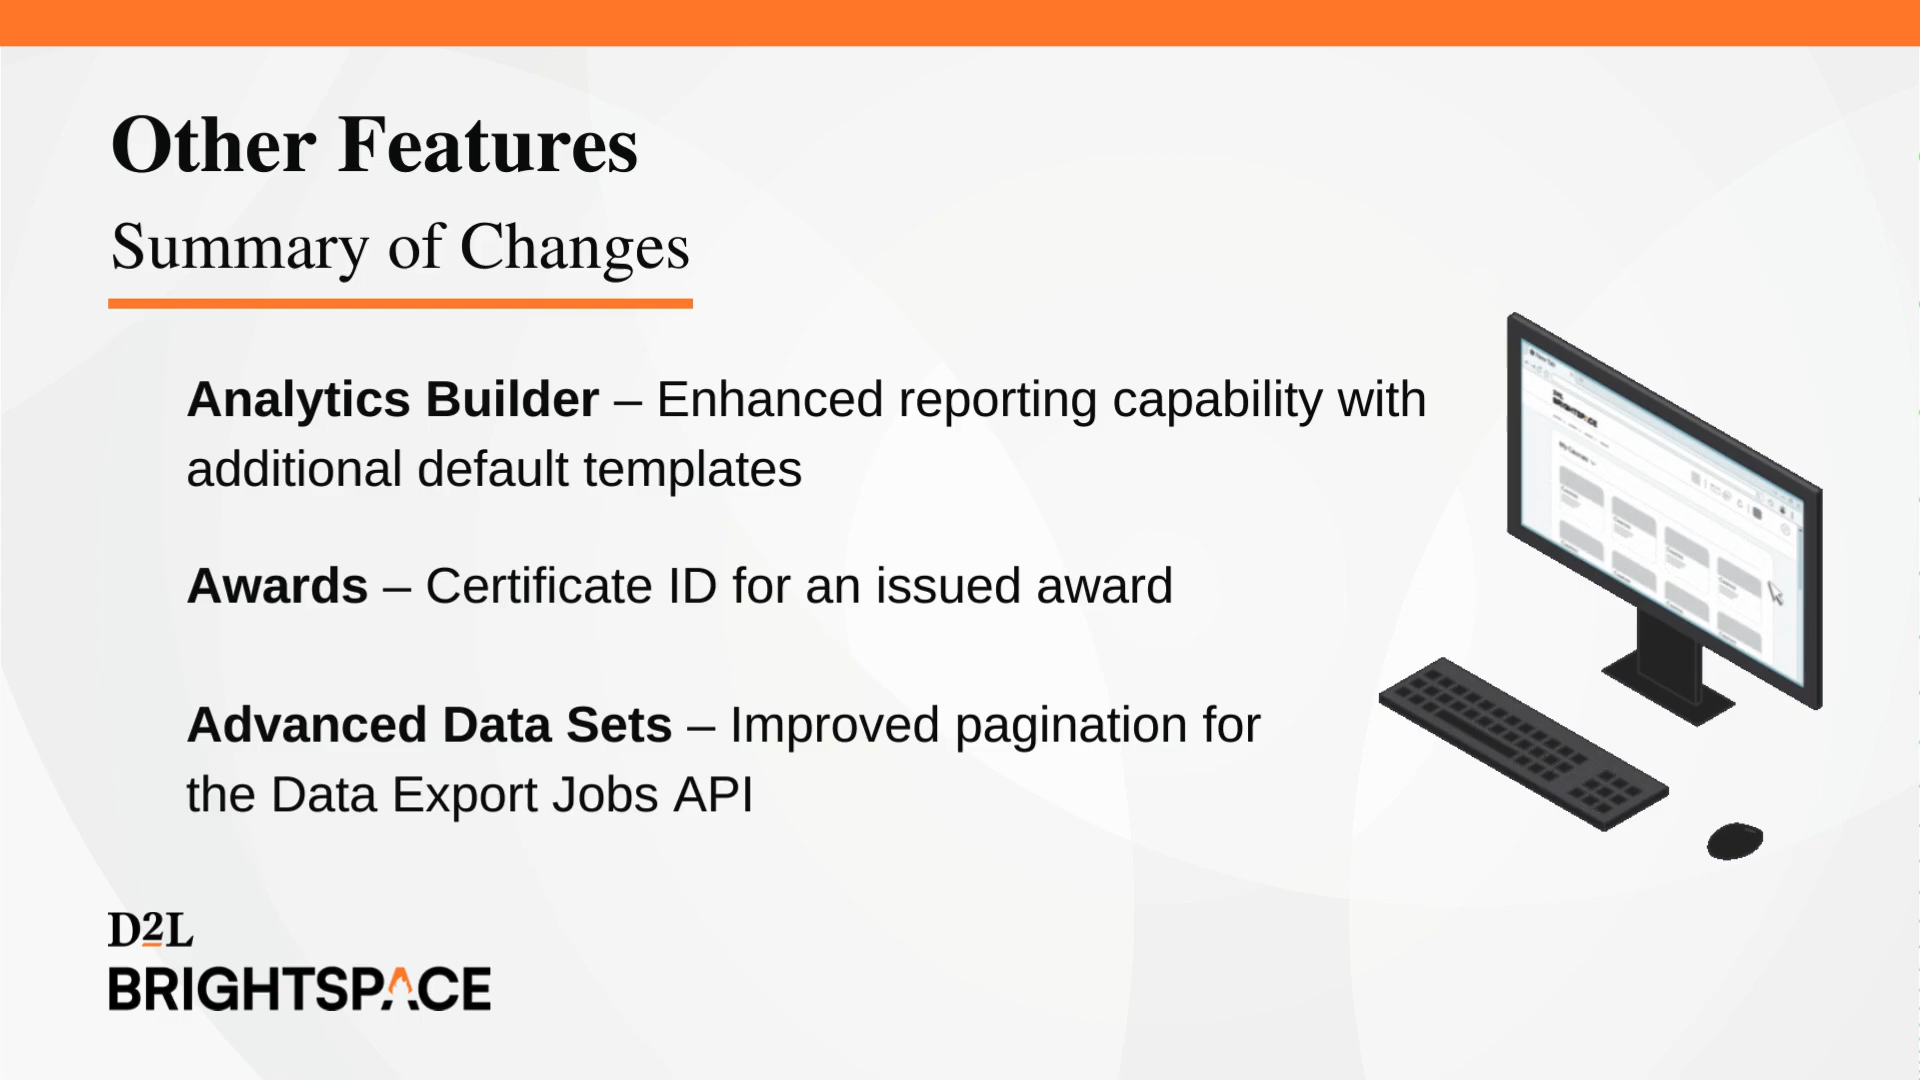 Other Features
Summary of Changes
Analytics Builder – Enhanced reporting capability with
additional default templates
Awards – Certificate ID for an issued award
Advanced Data Sets – Improved pagination for
the Data Export Jobs API
D2L
BRIGHTSPACE